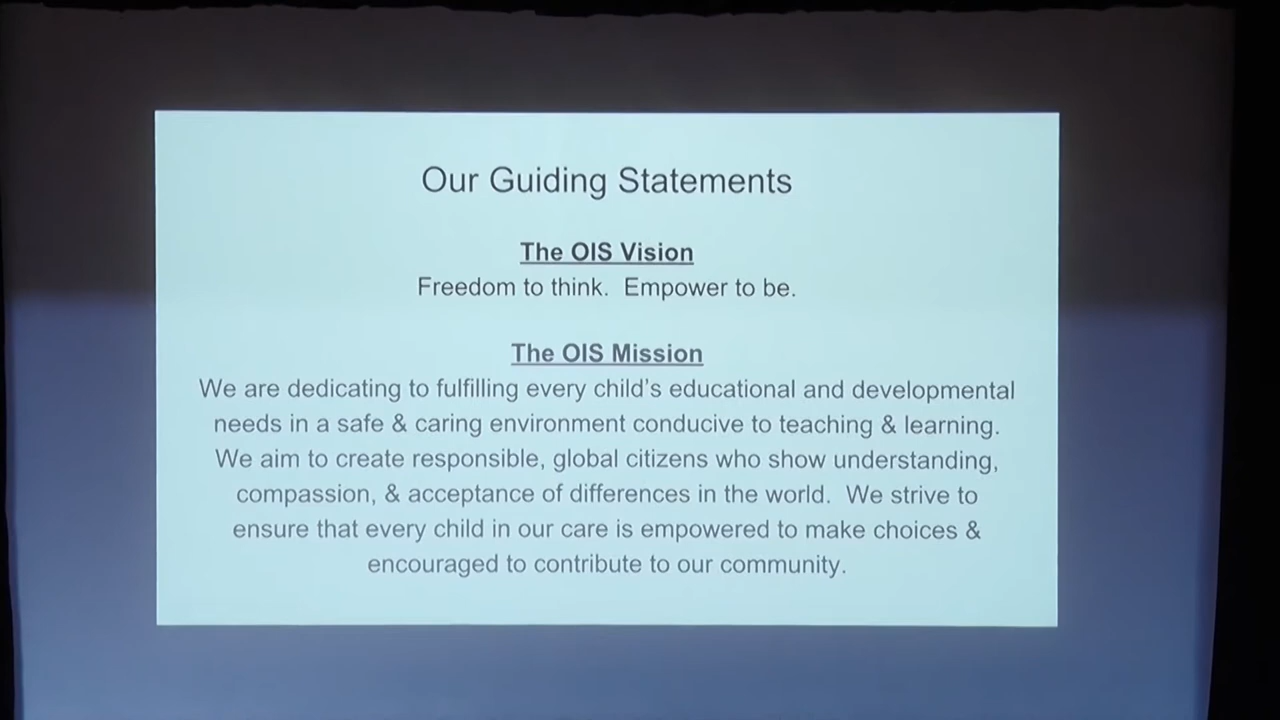 Our Guiding Statements
The OIS Vision
Freedom to think.  Empower to be.
The OIS Mission
We are dedicating to fulfilling every child's educational and developmental
needs in a safe & caring environment conducive to teaching & learning.
We aim to create responsible, global citizens who show understanding,
compassion, & acceptance of differences in the world.  We strive to
ensure that every child in our care is empowered to make choices &
encouraged to contribute to our community.